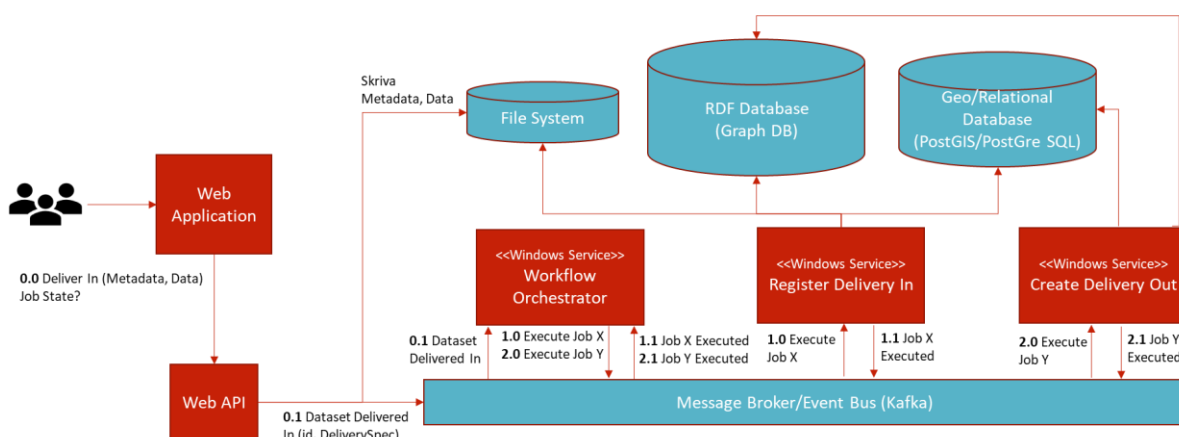 Skriva
Metadata, Data
File System
RDF Database
(Graph DB)
Geo/Relational
Database
(PostGIS/PostGre SQL)
Web
Application
0.0 Deliver In (Metadata, Data)
Job State?
<<Windows Service>>
Workflow
Orchestrator
<<Windows Service>>
Register Delivery In
<<Windows Service>>
Create Delivery Out
0.1 Dataset
Delivered In
1.0 Execute Job X
2.0 Execute Job Y
1.1 Job X Executed
2.1 Job Y Executed
1.0 Execute
Job X
1.1 Job X
Executed
2.0 Execute
Job Y
2.1 Job Y
Executed
Web API
0.1 Dataset Delivered
In (id, DeliverySpec)
Message Broker/Event Bus (Kafka)